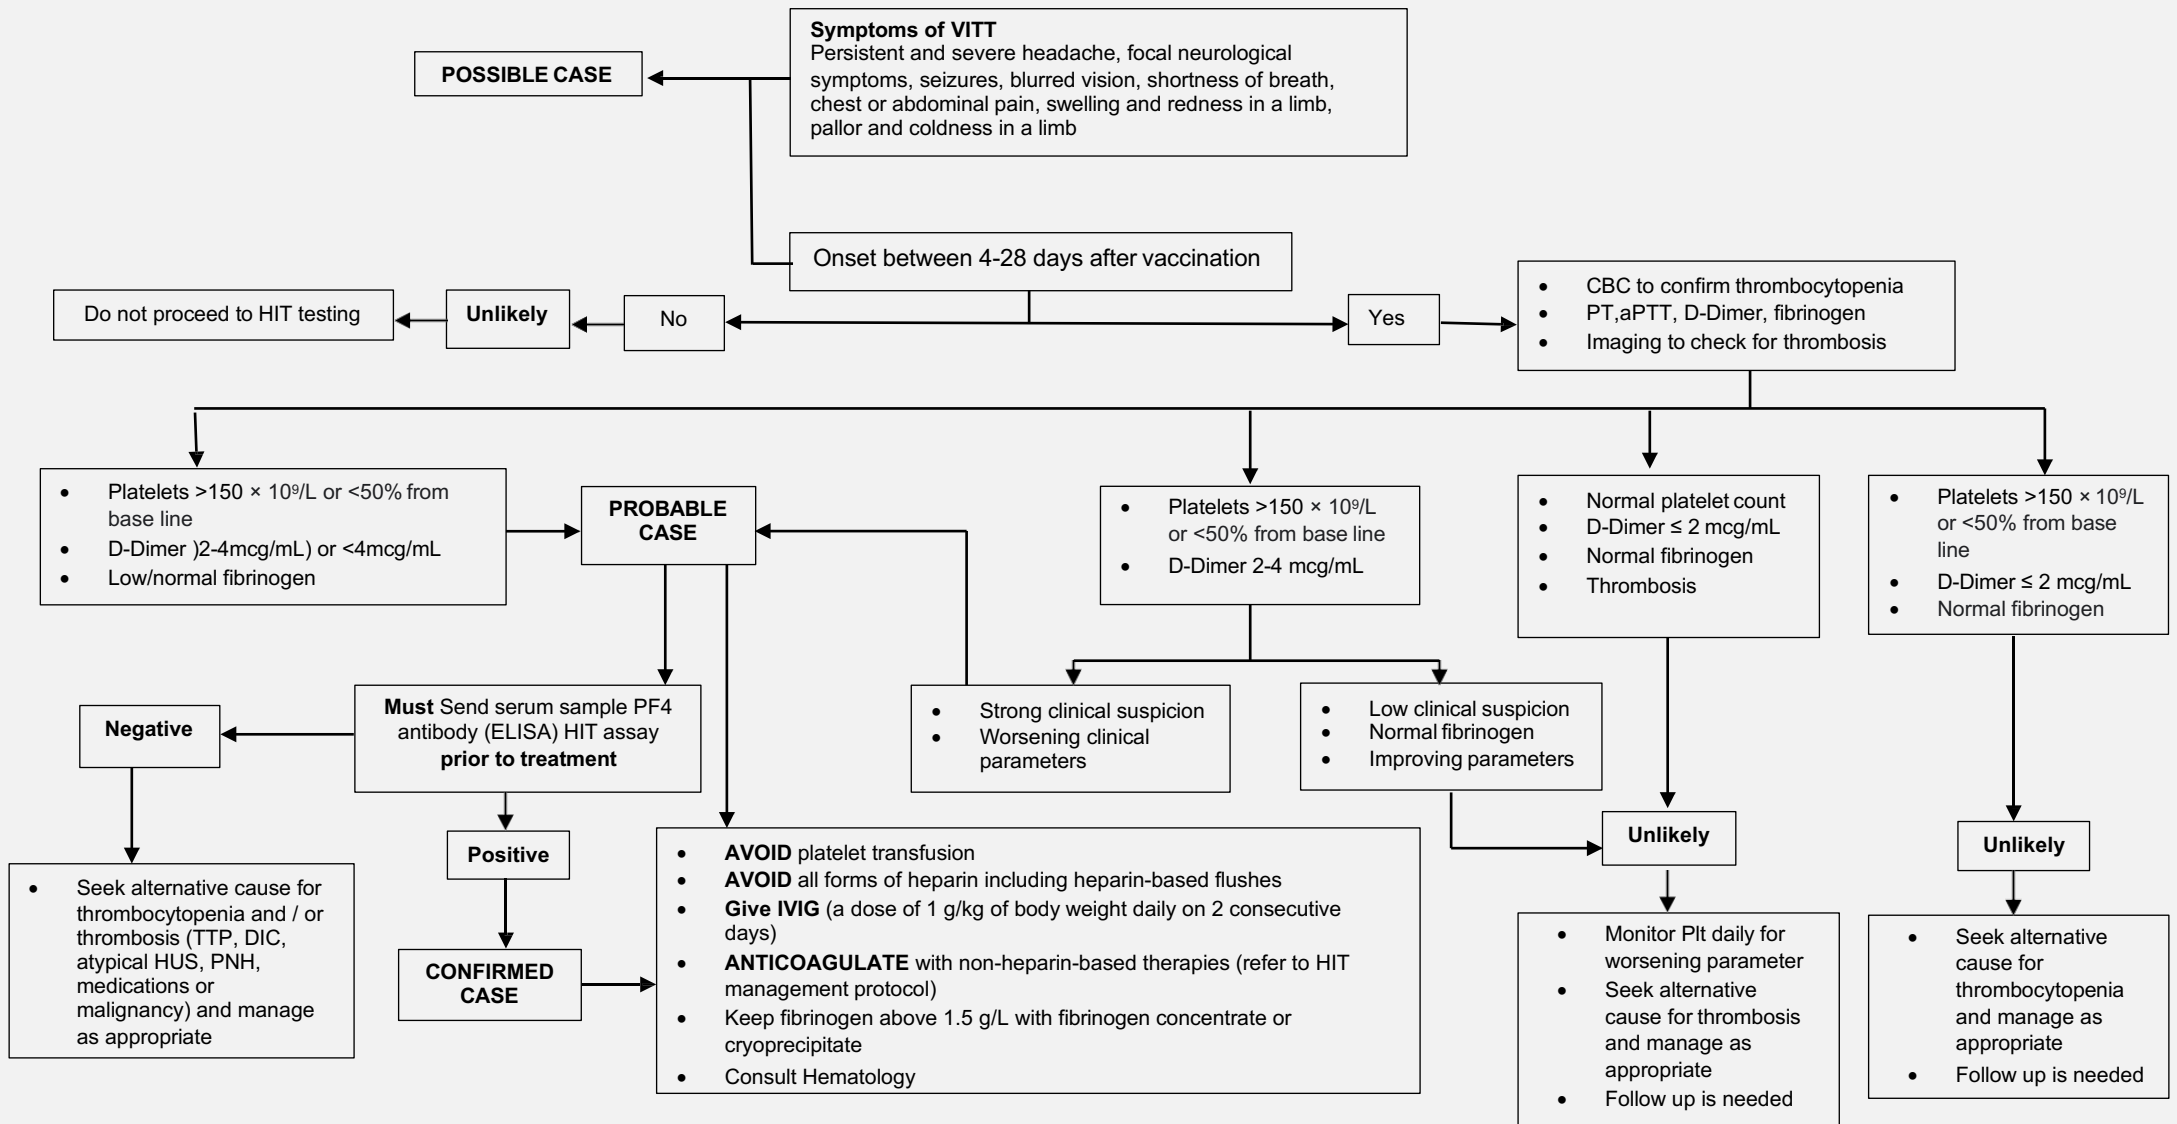 Symptoms of VITT
Persistent and severe headache, focal neurological
symptoms, seizures, blurred vision, shortness of breath,
chest or abdominal pain, swelling and redness in a limb,
pallor and coldness in a limb
POSSIBLE CASE
Onset between 4-28 days after vaccination
Do not proceed to HIT testing
Unlikely
No
Yes
• CBC to confirm thrombocytopenia
• PT,aPTT, D-Dimer, fibrinogen
• Imaging to check for thrombosis
• Platelets >150 × 10⁹/L or <50% from
base line
• D-Dimer )2-4mcg/mL) or <4mcg/mL
• Low/normal fibrinogen
PROBABLE
CASE
• Platelets >150 × 10⁹/L
or <50% from base line
• D-Dimer 2-4 mcg/mL
• Normal platelet count
• D-Dimer ≤ 2 mcg/mL
• Normal fibrinogen
• Thrombosis
• Platelets >150 × 10⁹/L
or <50% from base
line
• D-Dimer ≤ 2 mcg/mL
• Normal fibrinogen
Negative
Must Send serum sample PF4
antibody (ELISA) HIT assay
prior to treatment
• Strong clinical suspicion
• Worsening clinical
parameters
• Low clinical suspicion
• Normal fibrinogen
• Improving parameters
Positive
Unlikely
Unlikely
• Seek alternative cause for
thrombocytopenia and / or
thrombosis (TTP, DIC,
atypical HUS, PNH,
medications or
malignancy) and manage
as appropriate
CONFIRMED
CASE
• AVOID platelet transfusion
• AVOID all forms of heparin including heparin-based flushes
• Give IVIG (a dose of 1 g/kg of body weight daily on 2 consecutive
days)
• ANTICOAGULATE with non-heparin-based therapies (refer to HIT
management protocol)
• Keep fibrinogen above 1.5 g/L with fibrinogen concentrate or
cryoprecipitate
• Consult Hematology
• Monitor Plt daily for
worsening parameter
• Seek alternative
cause for thrombosis
and manage as
appropriate
• Follow up is needed
• Seek alternative
cause for
thrombocytopenia
and manage as
appropriate
• Follow up is needed